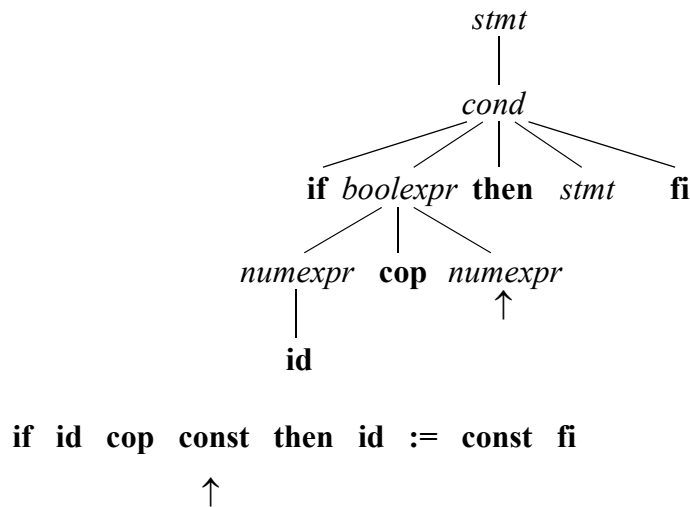 stmt
cond
if boolexpr then stmt fi
numexpr cop numexpr
↑
id
if id cop const then id := const fi
↑